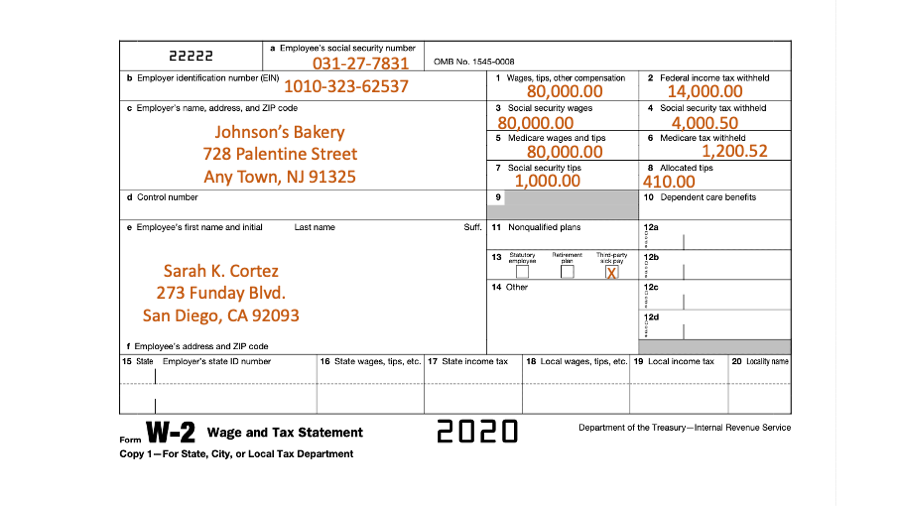 22222
a Employee's social security number
031-27-7831
OMB No. 1545-0008
b Employer identification number (EIN)
1010-323-62537
1 Wages, tips, other compensation
80,000.00
2 Federal income tax withheld
14,000.00
c Employer's name, address, and ZIP code
Johnson's Bakery
728 Palentine Street
Any Town, NJ 91325
3 Social security wages
80,000.00
4 Social security tax withheld
4,000.50
5 Medicare wages and tips
80,000.00
6 Medicare tax withheld
1,200.52
7 Social security tips
1,000.00
8 Allocated tips
410.00
d Control number
9
10 Dependent care benefits
e Employee's first name and initial Last name Suff.
Sarah K. Cortez
273 Funday Blvd.
San Diego, CA 92093
f Employee's address and ZIP code
11 Nonqualified plans
12a
Code
13 Statutory employee Retirement plan Third-party sick pay
X
12b
Code
14 Other
12c
Code
12d
Code
15 State Employer's state ID number
16 State wages, tips, etc.
17 State income tax
18 Local wages, tips, etc.
19 Local income tax
20 Locality name
Form W-2 Wage and Tax Statement
2020
Department of the Treasury—Internal Revenue Service
Copy 1—For State, City, or Local Tax Department